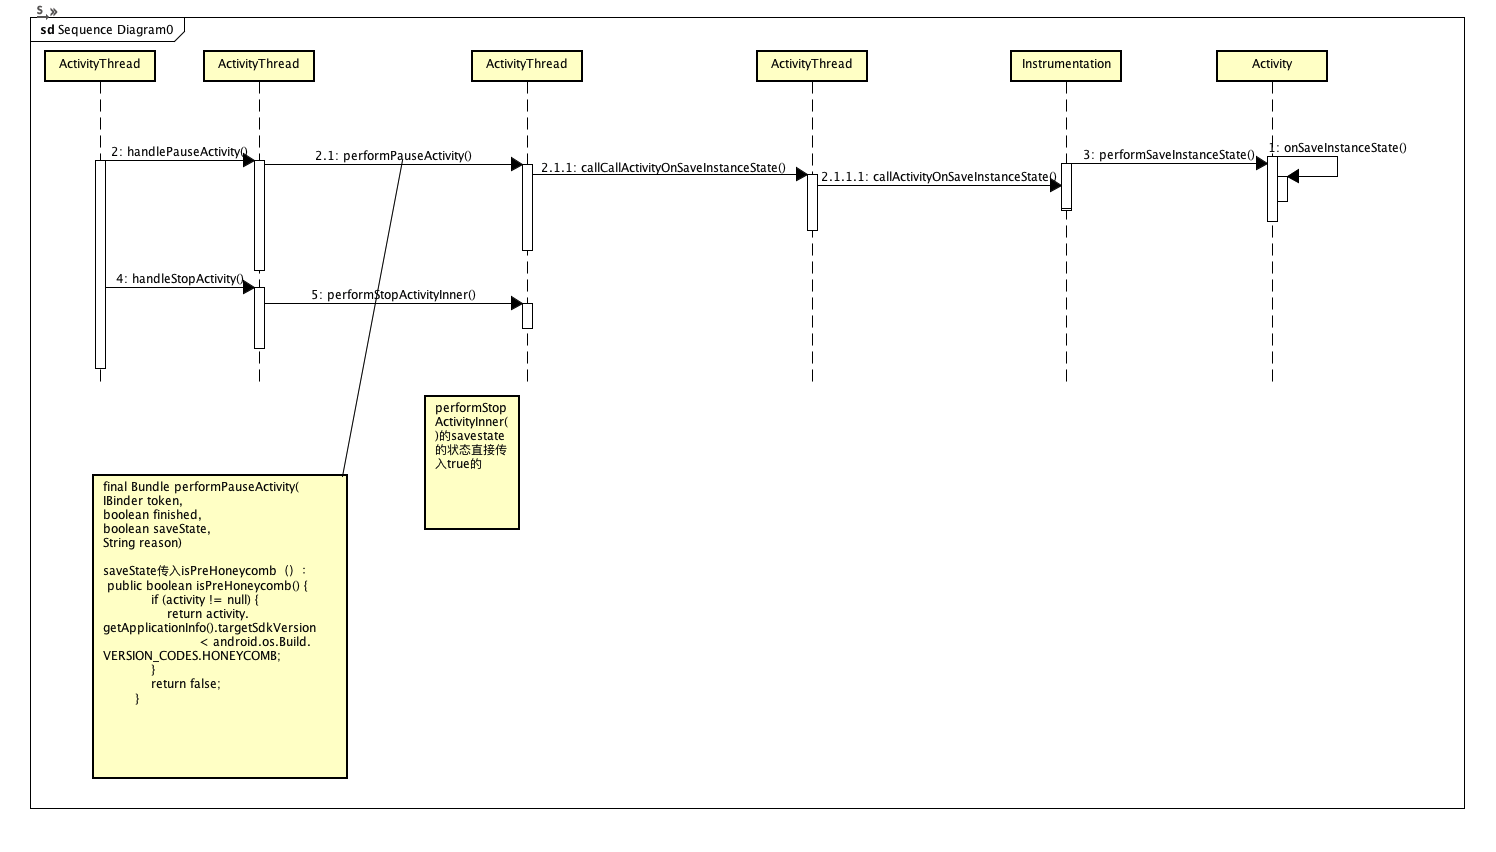 S
sd Sequence Diagram0
ActivityThread
ActivityThread
ActivityThread
ActivityThread
Instrumentation
Activity
2: handlePauseActivity()
2.1: performPauseActivity()
2.1.1: callCallActivityOnSaveInstanceState()
2.1.1.1: callActivityOnSaveInstanceState()
3: performSaveInstanceState()
1: onSaveInstanceState()
4: handleStopActivity()
5: performStopActivityInner()
performStop
ActivityInner(
)的savestate
的状态直接传
入true的
final Bundle performPauseActivity(
IBinder token,
boolean finished,
boolean saveState,
String reason)
saveState传入isPreHoneycomb（）：
public boolean isPreHoneycomb() {
if (activity != null) {
return activity.
getApplicationInfo().targetSdkVersion
< android.os.Build.
VERSION_CODES.HONEYCOMB;
}
return false;
}